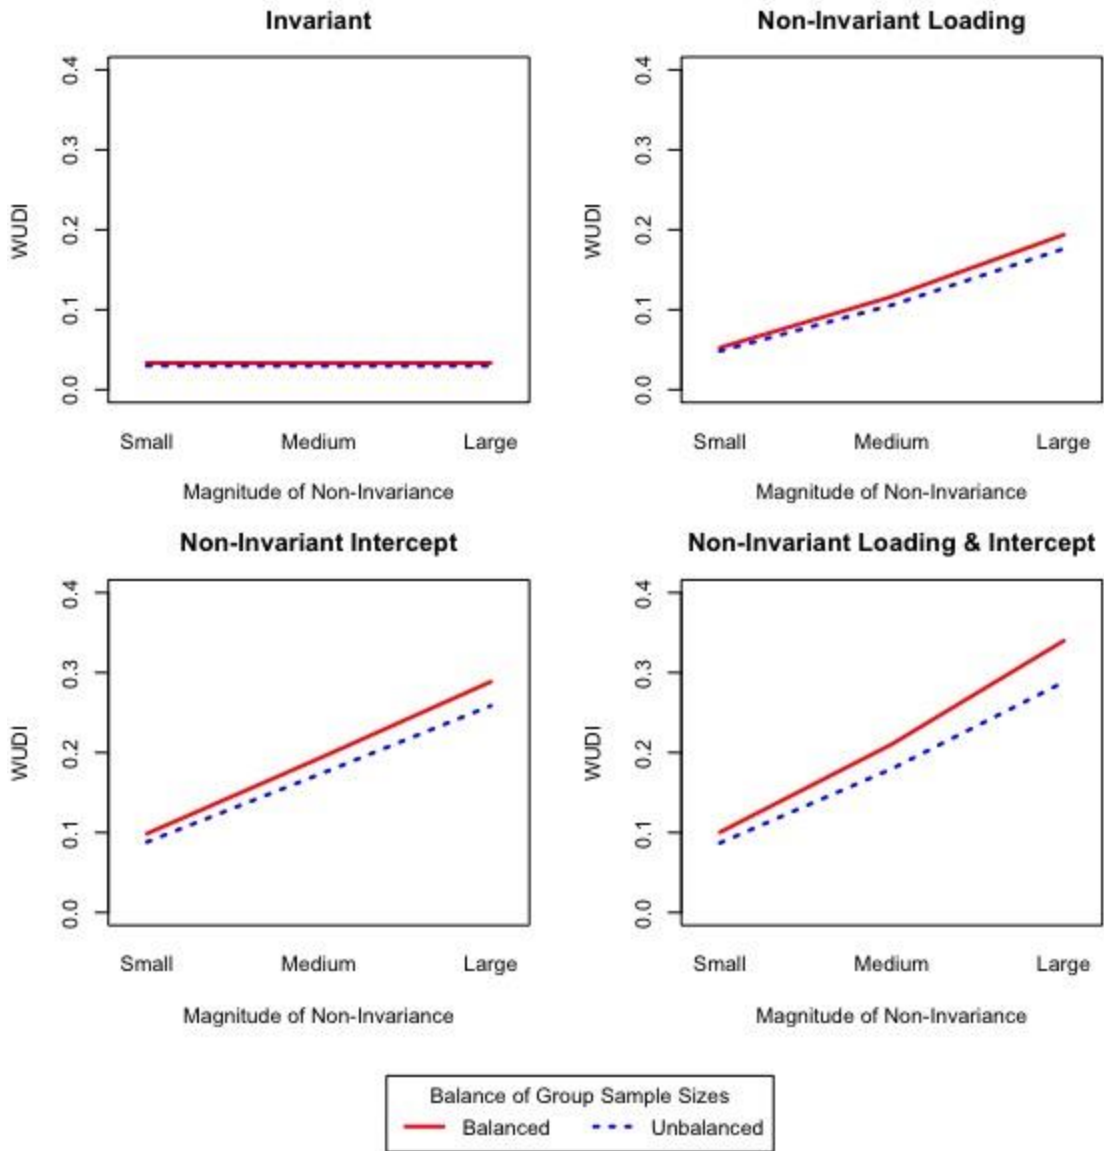 Invariant
0.4
0.3
0.2
0.1
0.0
WUDI
Small Medium Large
Magnitude of Non-Invariance
Non-Invariant Loading
0.4
0.3
0.2
0.1
0.0
WUDI
Small Medium Large
Magnitude of Non-Invariance
Non-Invariant Intercept
0.4
0.3
0.2
0.1
0.0
WUDI
Small Medium Large
Magnitude of Non-Invariance
Non-Invariant Loading & Intercept
0.4
0.3
0.2
0.1
0.0
WUDI
Small Medium Large
Magnitude of Non-Invariance
Balance of Group Sample Sizes
Balanced Unbalanced